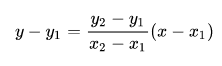 y − y₁ = (y₂ − y₁)/(x₂ − x₁) (x − x₁)